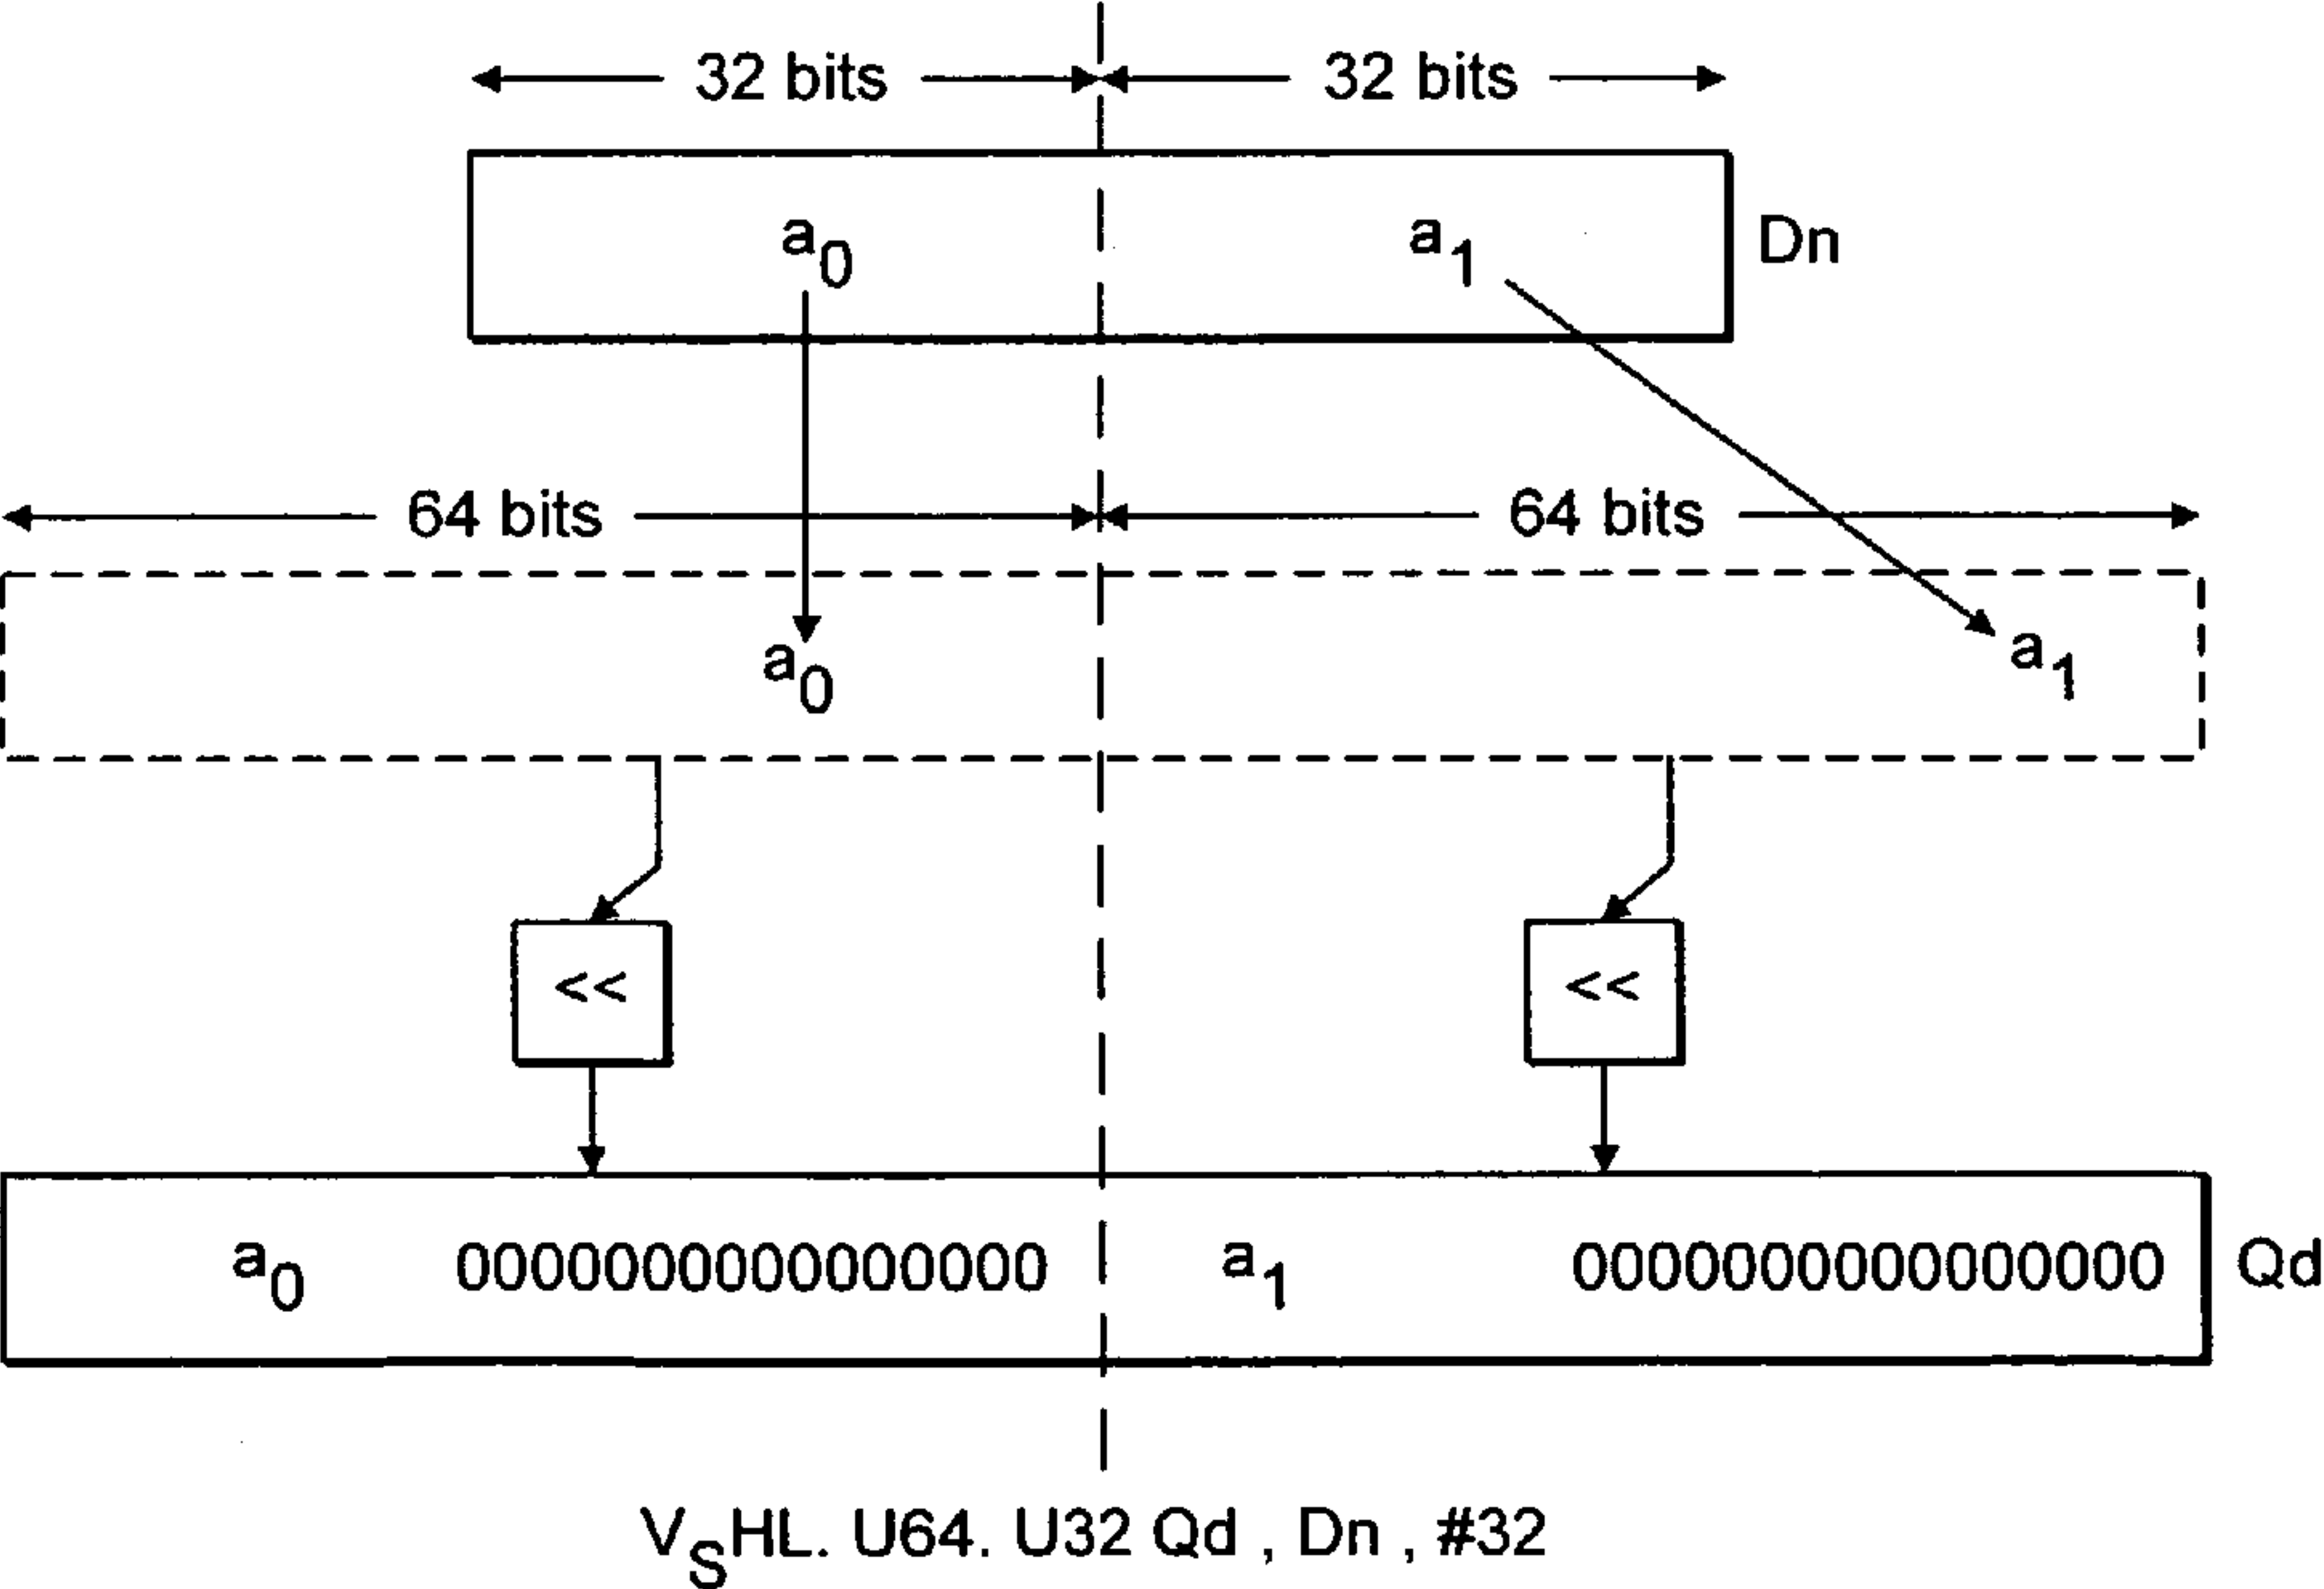 32 bits 32 bits
a0 a1 Dn
64 bits 64 bits
a0 a1
<< <<
a0 0000000000000000 a1 0000000000000000 Qd
VSHL. U64. U32 Qd , Dn , #32